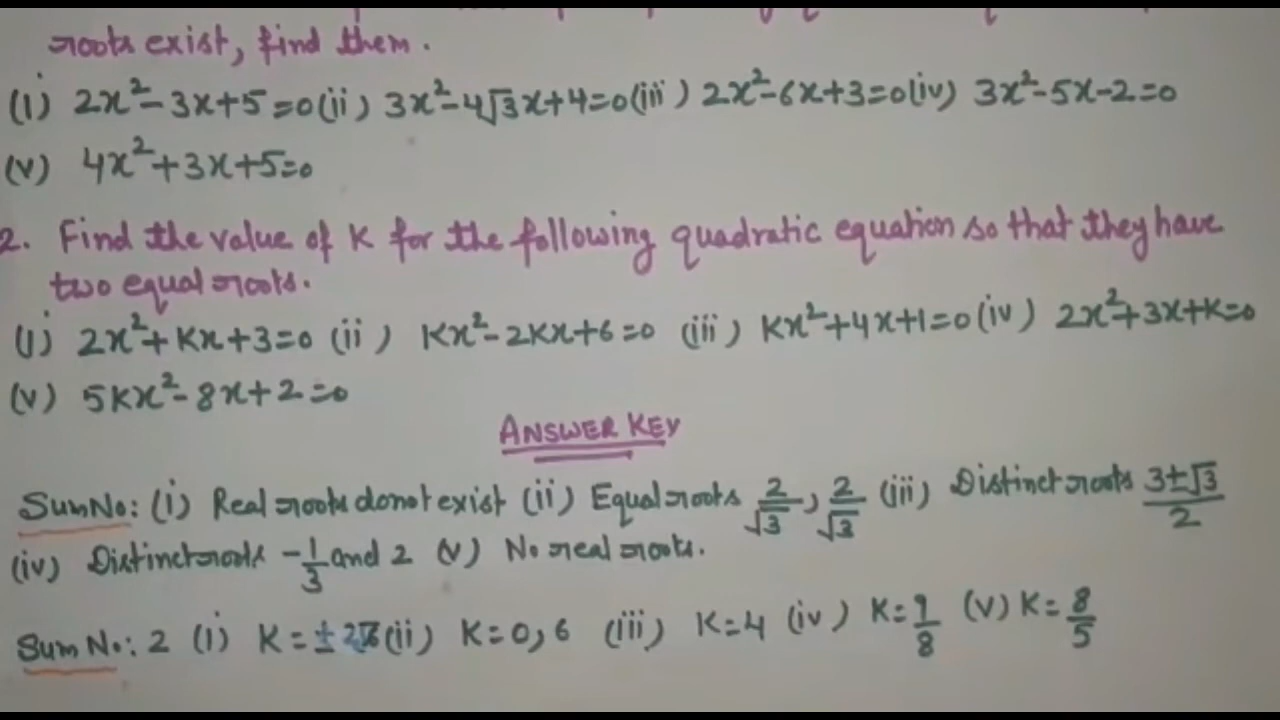 roots exist, find them.
(i) 2x²-3x+5=0 (ii) 3x²-4√3x+4=0 (iii) 2x²-6x+3=0 (iv) 3x²-5x-2=0
(v) 4x²+3x+5=0
2. Find the value of K for the following quadratic equation so that they have
two equal roots.
(i) 2x²+Kx+3=0 (ii) Kx²-2Kx+6=0 (iii) Kx²+4x+1=0 (iv) 2x²+3x+K=0
(v) 5Kx²-8x+2=0
ANSWER KEY
Sum No: (i) Real roots do not exist (ii) Equal roots 2/√3, 2/√3 (iii) Distinct roots 3±√3/2
(iv) Distinct roots -1/3 and 2 (v) No real roots.
Sum No: 2 (i) K=±2√6 (ii) K=0,6 (iii) K=4 (iv) K=9/8 (v) K=8/5